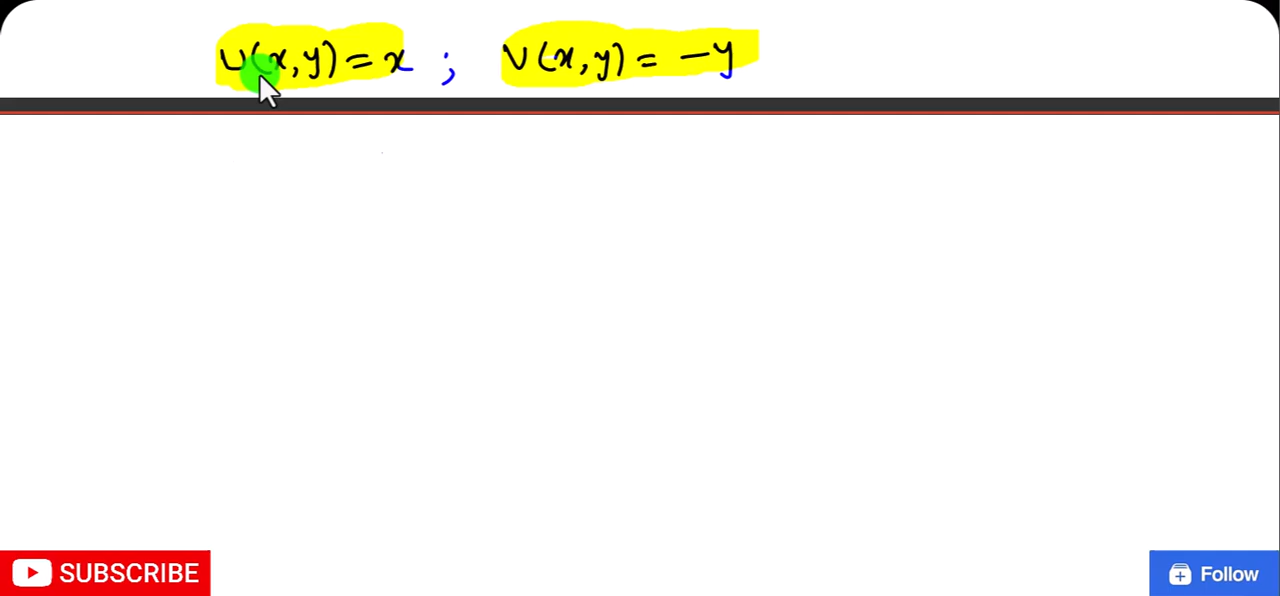 U(x,y) = x ; V(x,y) = -y
SUBSCRIBE
Follow